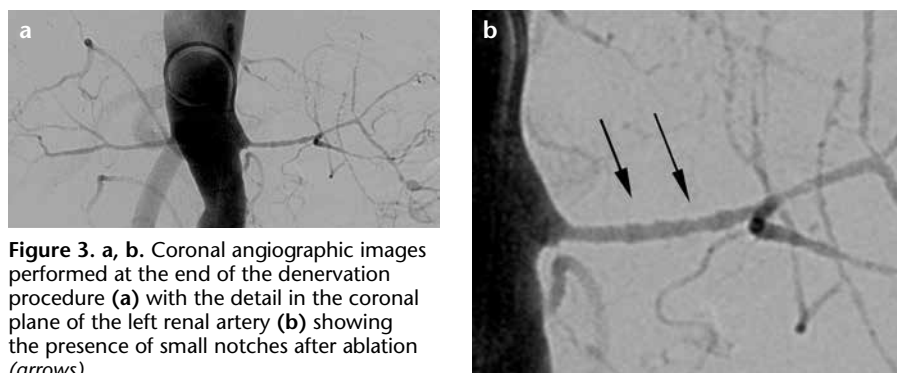 a
b
Figure 3. a, b. Coronal angiographic images
performed at the end of the denervation
procedure (a) with the detail in the coronal
plane of the left renal artery (b) showing
the presence of small notches after ablation
(arrows)